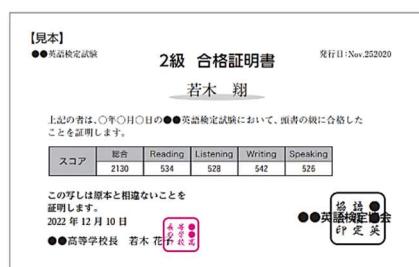 【見本】
●●英語検定試験
2級 合格証明書
発行日:Nov.252020
若木 翔
上記の者は、〇年〇月〇日の●●英語検定試験において、頭書の級に合格した
ことを証明します。
スコア 総合 Reading Listening Writing Speaking
2130 534 528 542 526
この写しは原本と相違ないことを
証明します。
2022 年 12 月 10 日
●●高等学校長 若木 花子
●●英語検定協会